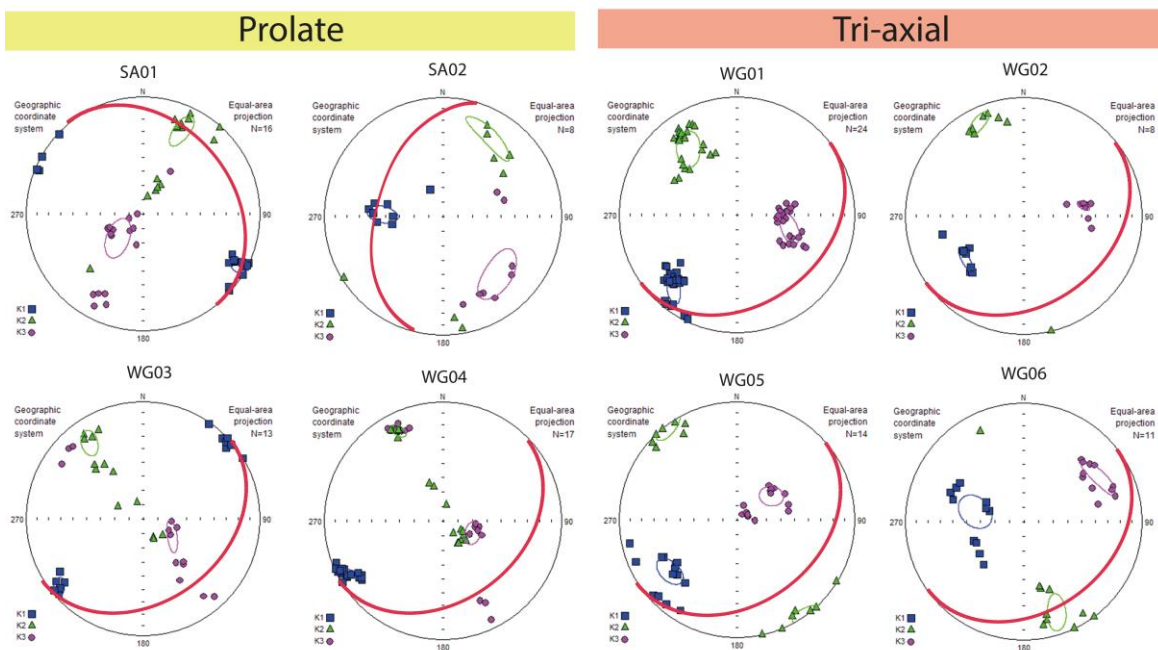 Prolate
Tri-axial
SA01
Geographic
coordinate
system
N
Equal-area
projection
N=16
270
90
180
K1
K2
K3
SA02
Geographic
coordinate
system
N
Equal-area
projection
N=8
270
90
180
K1
K2
K3
WG01
Geographic
coordinate
system
N
Equal-area
projection
N=24
270
90
180
K1
K2
K3
WG02
Geographic
coordinate
system
N
Equal-area
projection
N=8
270
90
180
K1
K2
K3
WG03
Geographic
coordinate
system
N
Equal-area
projection
N=13
270
90
180
K1
K2
K3
WG04
Geographic
coordinate
system
N
Equal-area
projection
N=17
270
90
180
K1
K2
K3
WG05
Geographic
coordinate
system
N
Equal-area
projection
N=14
270
90
180
K1
K2
K3
WG06
Geographic
coordinate
system
N
Equal-area
projection
N=11
270
90
180
K1
K2
K3